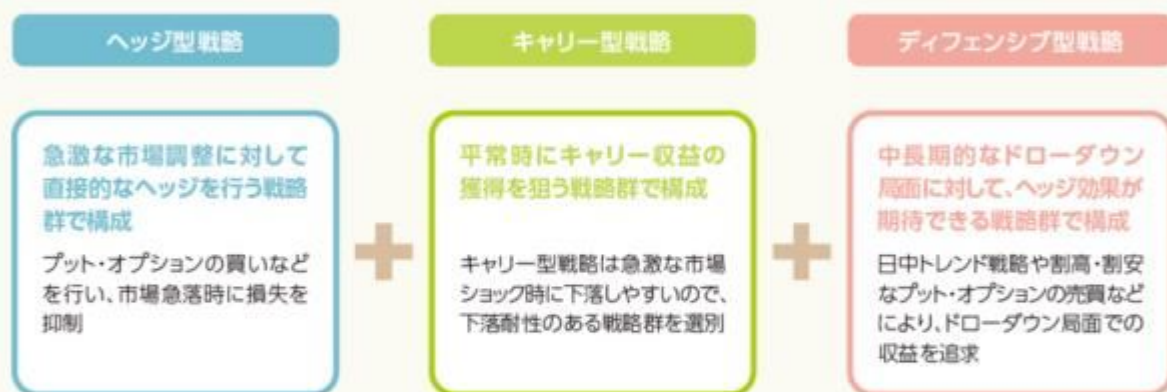 ヘッジ型戦略
キャリー型戦略
ディフェンシブ型戦略
急激な市場調整に対して
直接的なヘッジを行う戦略
群で構成
プット・オプションの買いなど
を行い、市場急落時に損失を
抑制
平常時にキャリー収益の
獲得を狙う戦略群で構成
キャリー型戦略は急激な市場
ショック時に下落しやすいので、
下落耐性のある戦略群を選別
中長期的なドローダウン
局面に対して、ヘッジ効果が
期待できる戦略群で構成
日中トレンド戦略や割高・割安
なプット・オプションの売買など
により、ドローダウン局面での
収益を追求